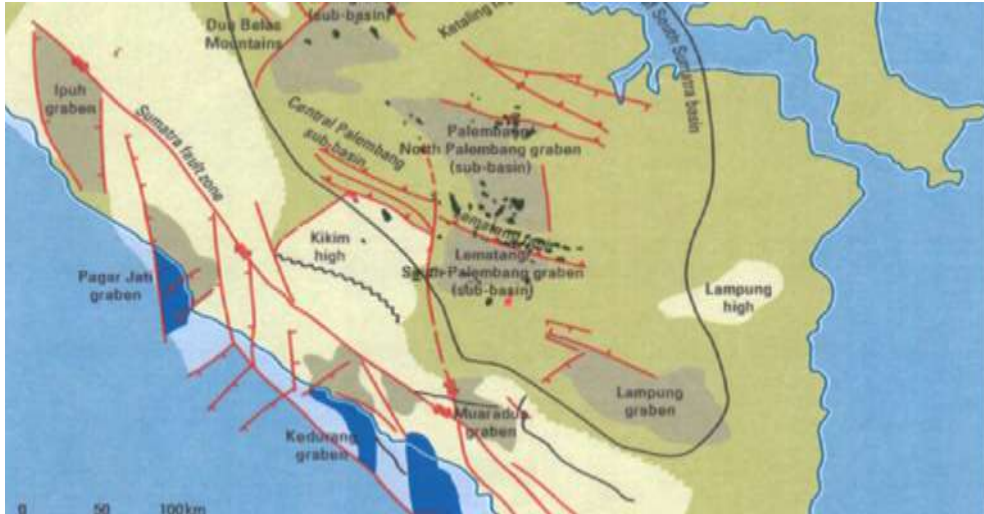 (sub-basin)
Dua Belas
Mountains
Ketaling
South Sumatra basin
Ipuh
graben
Sumatra fault zone
Central Palembang
sub-basin
Palembang/
North Palembang graben
(sub-basin)
Lematang
Kikim
high
Lematang/
South Palembang graben
(sub-basin)
Pagar Jati
graben
Lampung
high
Lampung
graben
Muaradua
graben
Kedurang
graben
0 50 100km